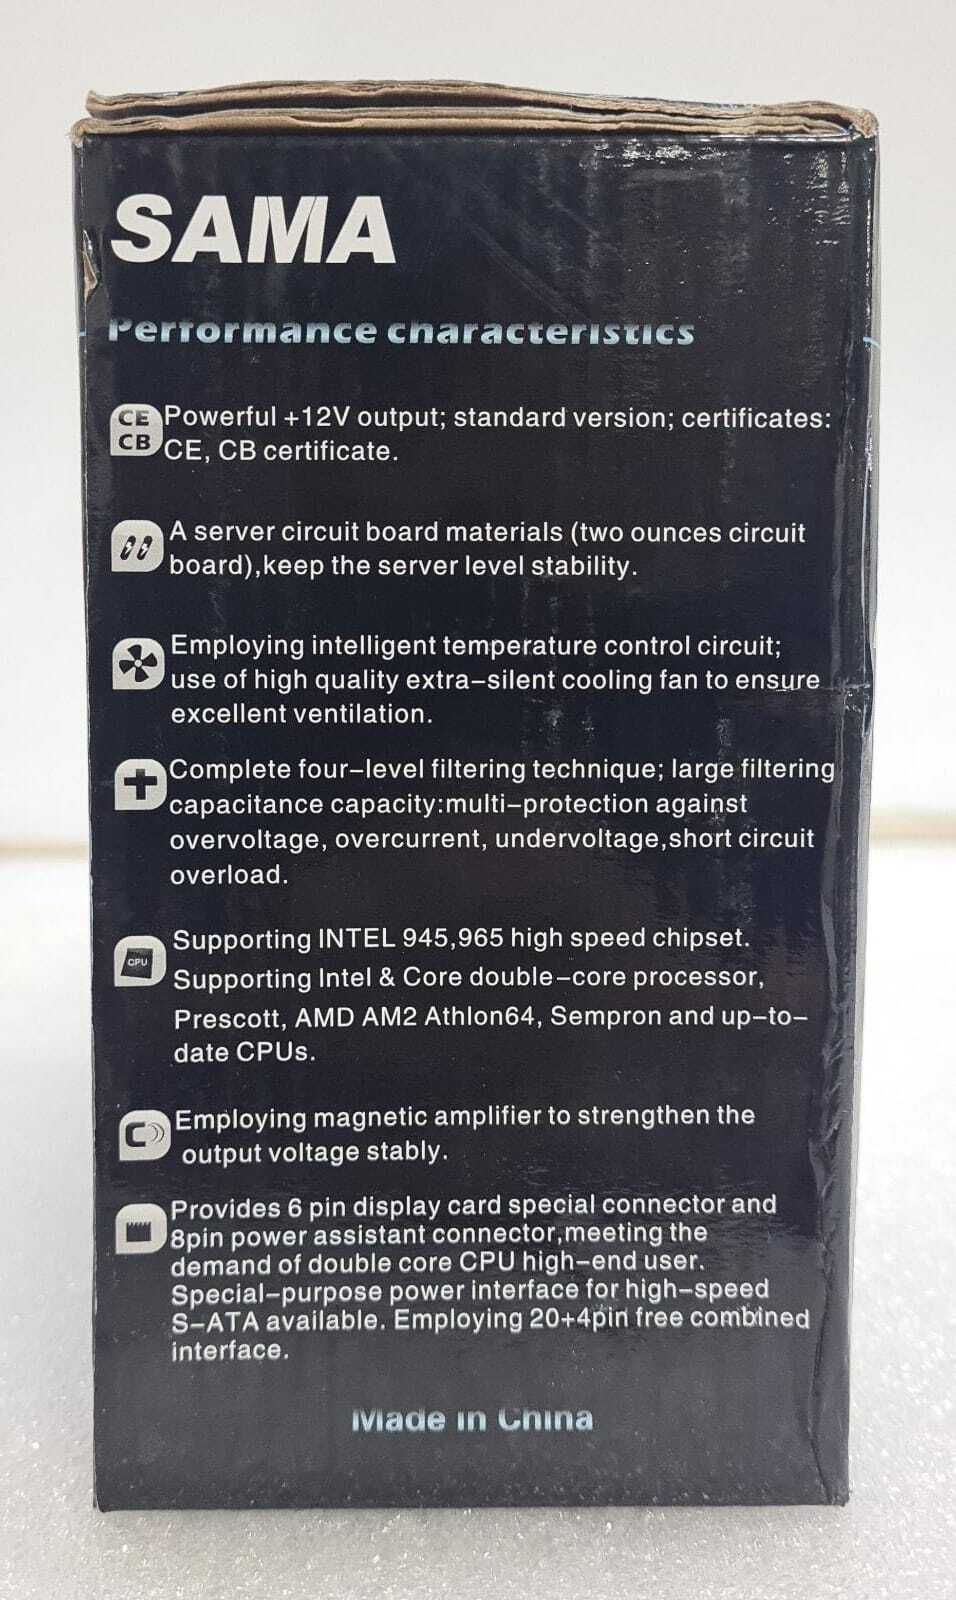 SAMA
Performance characteristics
CE
CB
Powerful +12V output; standard version; certificates:
CE, CB certificate.
A server circuit board materials (two ounces circuit
board),keep the server level stability.
Employing intelligent temperature control circuit;
use of high quality extra-silent cooling fan to ensure
excellent ventilation.
Complete four-level filtering technique; large filtering
capacitance capacity:multi-protection against
overvoltage, overcurrent, undervoltage,short circuit
overload.
CPU
Supporting INTEL 945,965 high speed chipset.
Supporting Intel & Core double-core processor,
Prescott, AMD AM2 Athlon64, Sempron and up-to-
date CPUs.
Employing magnetic amplifier to strengthen the
output voltage stably.
Provides 6 pin display card special connector and
8pin power assistant connector,meeting the
demand of double core CPU high-end user.
Special-purpose power interface for high-speed
S-ATA available. Employing 20+4pin free combined
interface.
Made in China